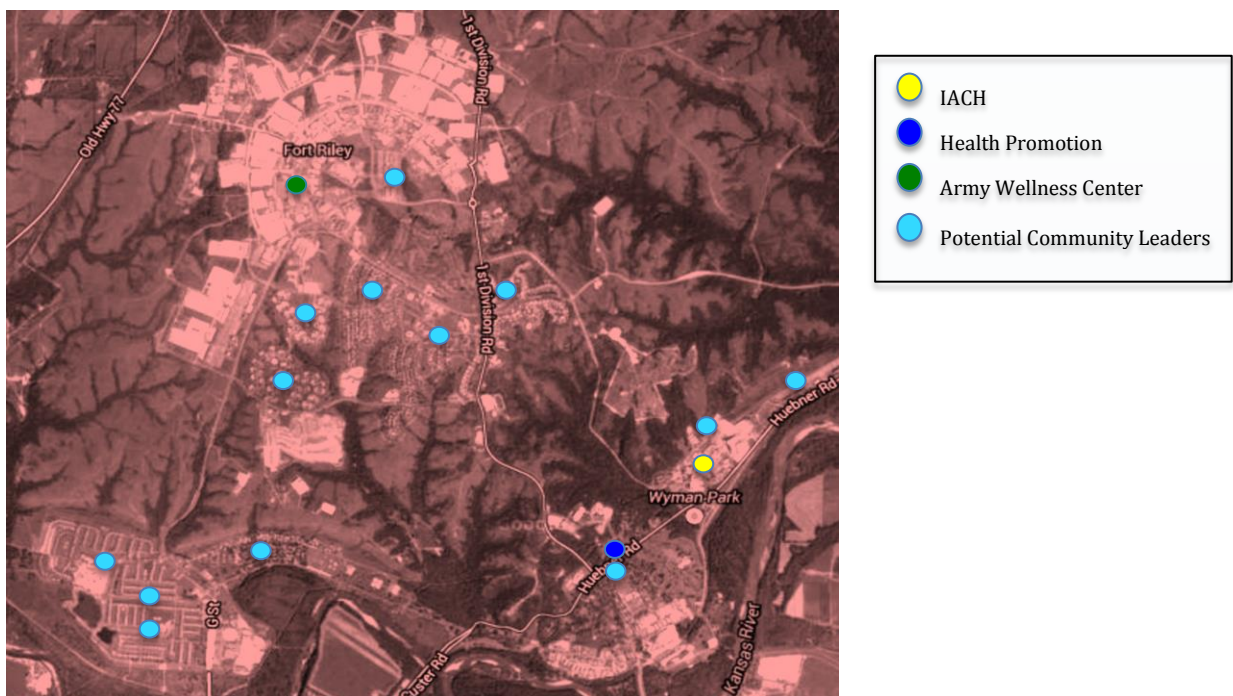 1st Division Rd
Old Hwy 77
Fort Riley
1st Division Rd
Huebner Rd
Wyman Park
Huebner Rd
G St
Custer Rd
Kansas River
IACH
Health Promotion
Army Wellness Center
Potential Community Leaders